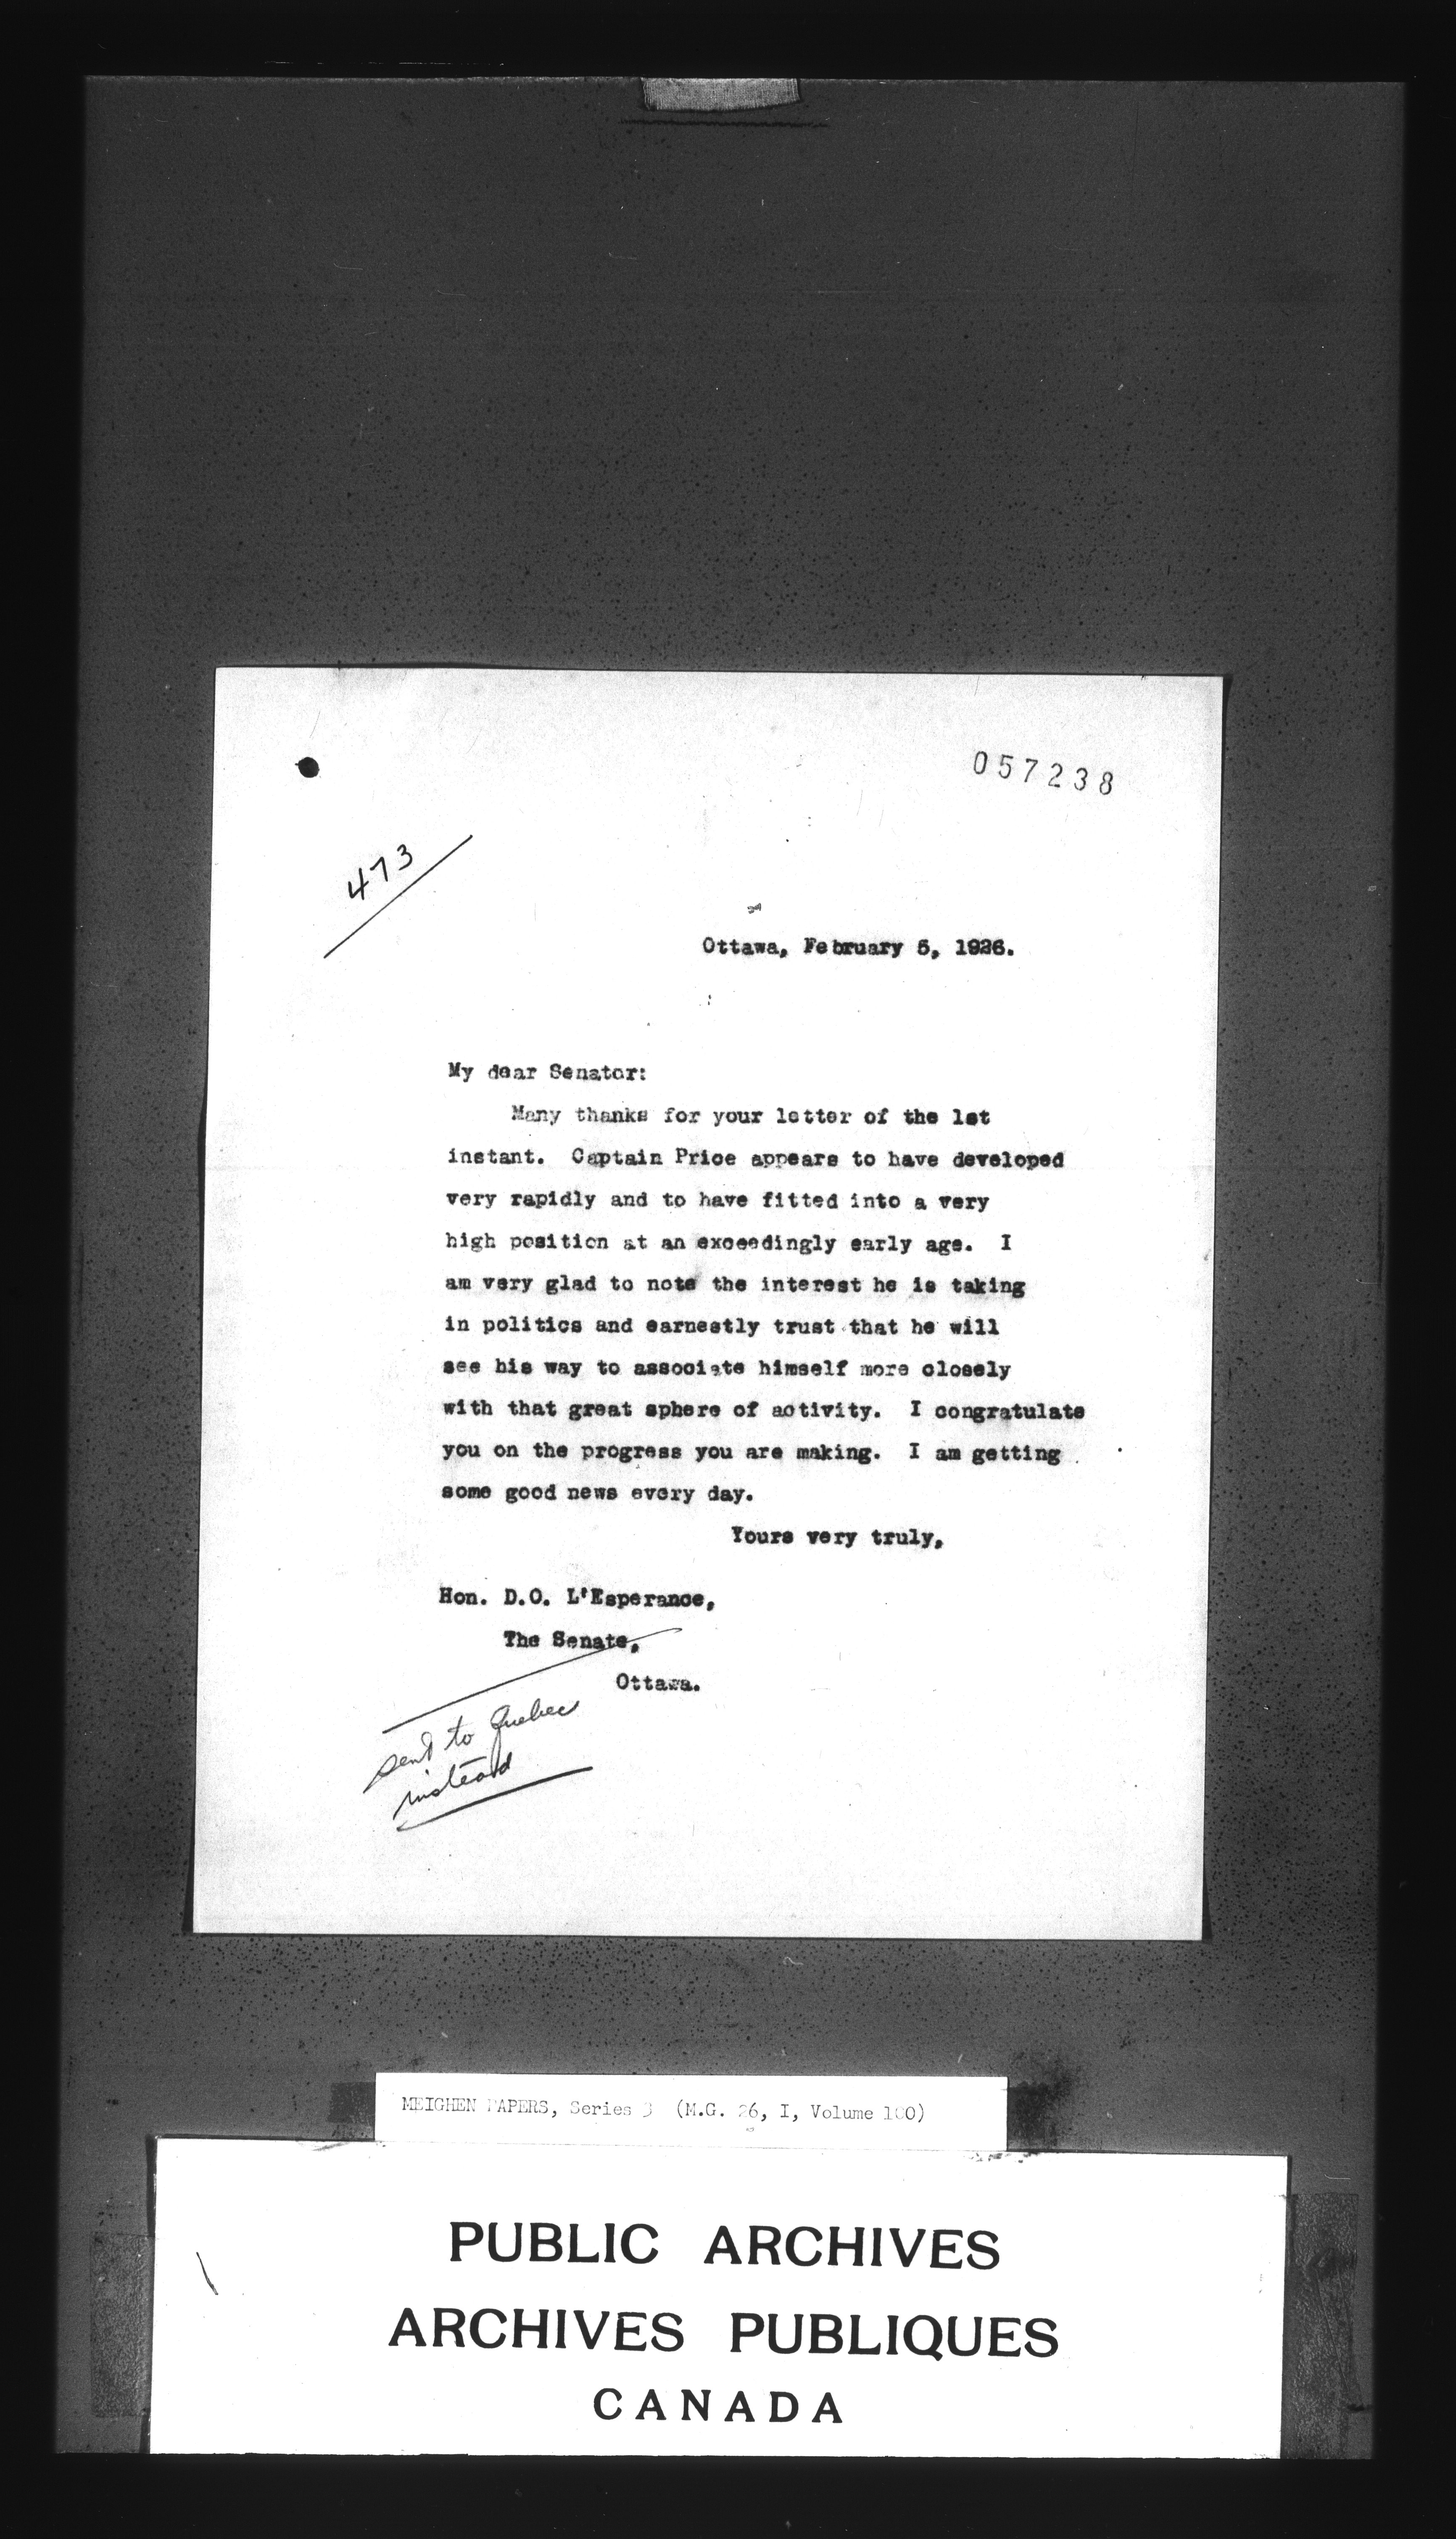 057238
473
Ottawa, February 5, 1926.
My dear Senator:
Many thanks for your letter of the 1st
instant. Captain Price appears to have developed
very rapidly and to have fitted into a very
high position at an exceedingly early age. I
am very glad to note the interest he is taking
in politics and earnestly trust that he will
see his way to associate himself more closely
with that great sphere of activity. I congratulate
you on the progress you are making. I am getting
some good news every day.
Yours very truly,
Hon. D.O. L'Esperance,
The Senate,
Ottawa.
sent to Quebec
instead
MEIGHEN PAPERS, Series 3 (M.G. 26, I, Volume 100)
PUBLIC ARCHIVES
ARCHIVES PUBLIQUES
CANADA